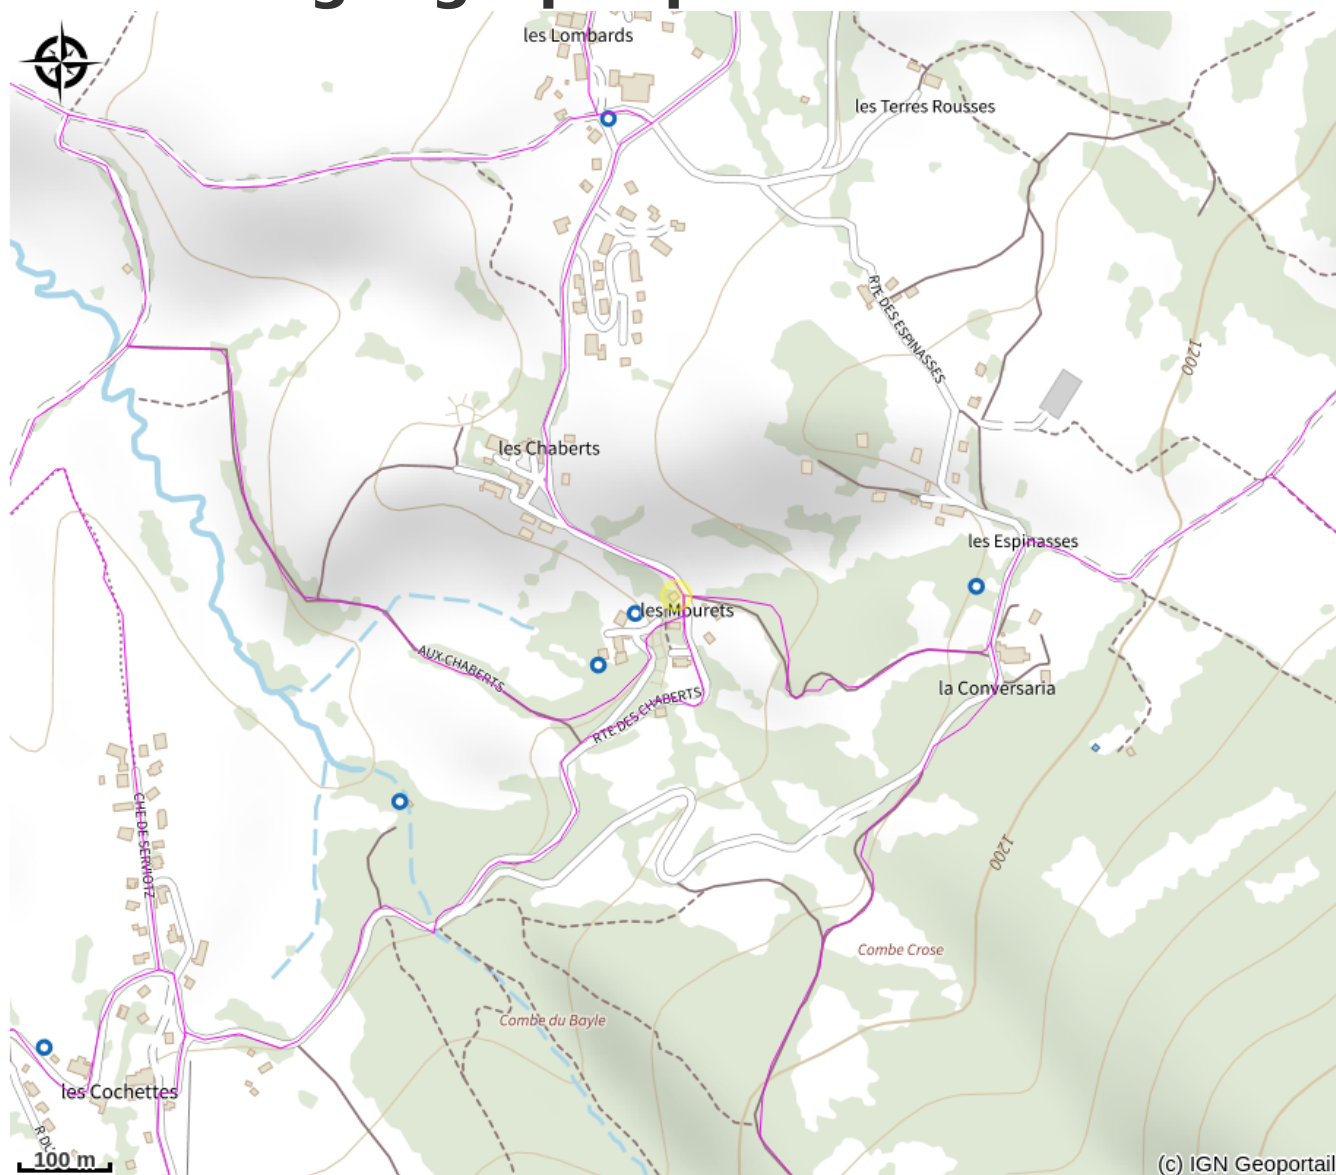 les Lombards
les Terres Rousses
1200
RTE DES ESPINASSES
les Chaberts
les Espinasses
les Mourets
AUX CHABERTS
la Conversaria
RTE DES CHABERTS
CHE DE SERVIOTZ
1200
Combe Crose
Combe du Bayle
les Cochettes
100 m
(c) IGN Geoportail